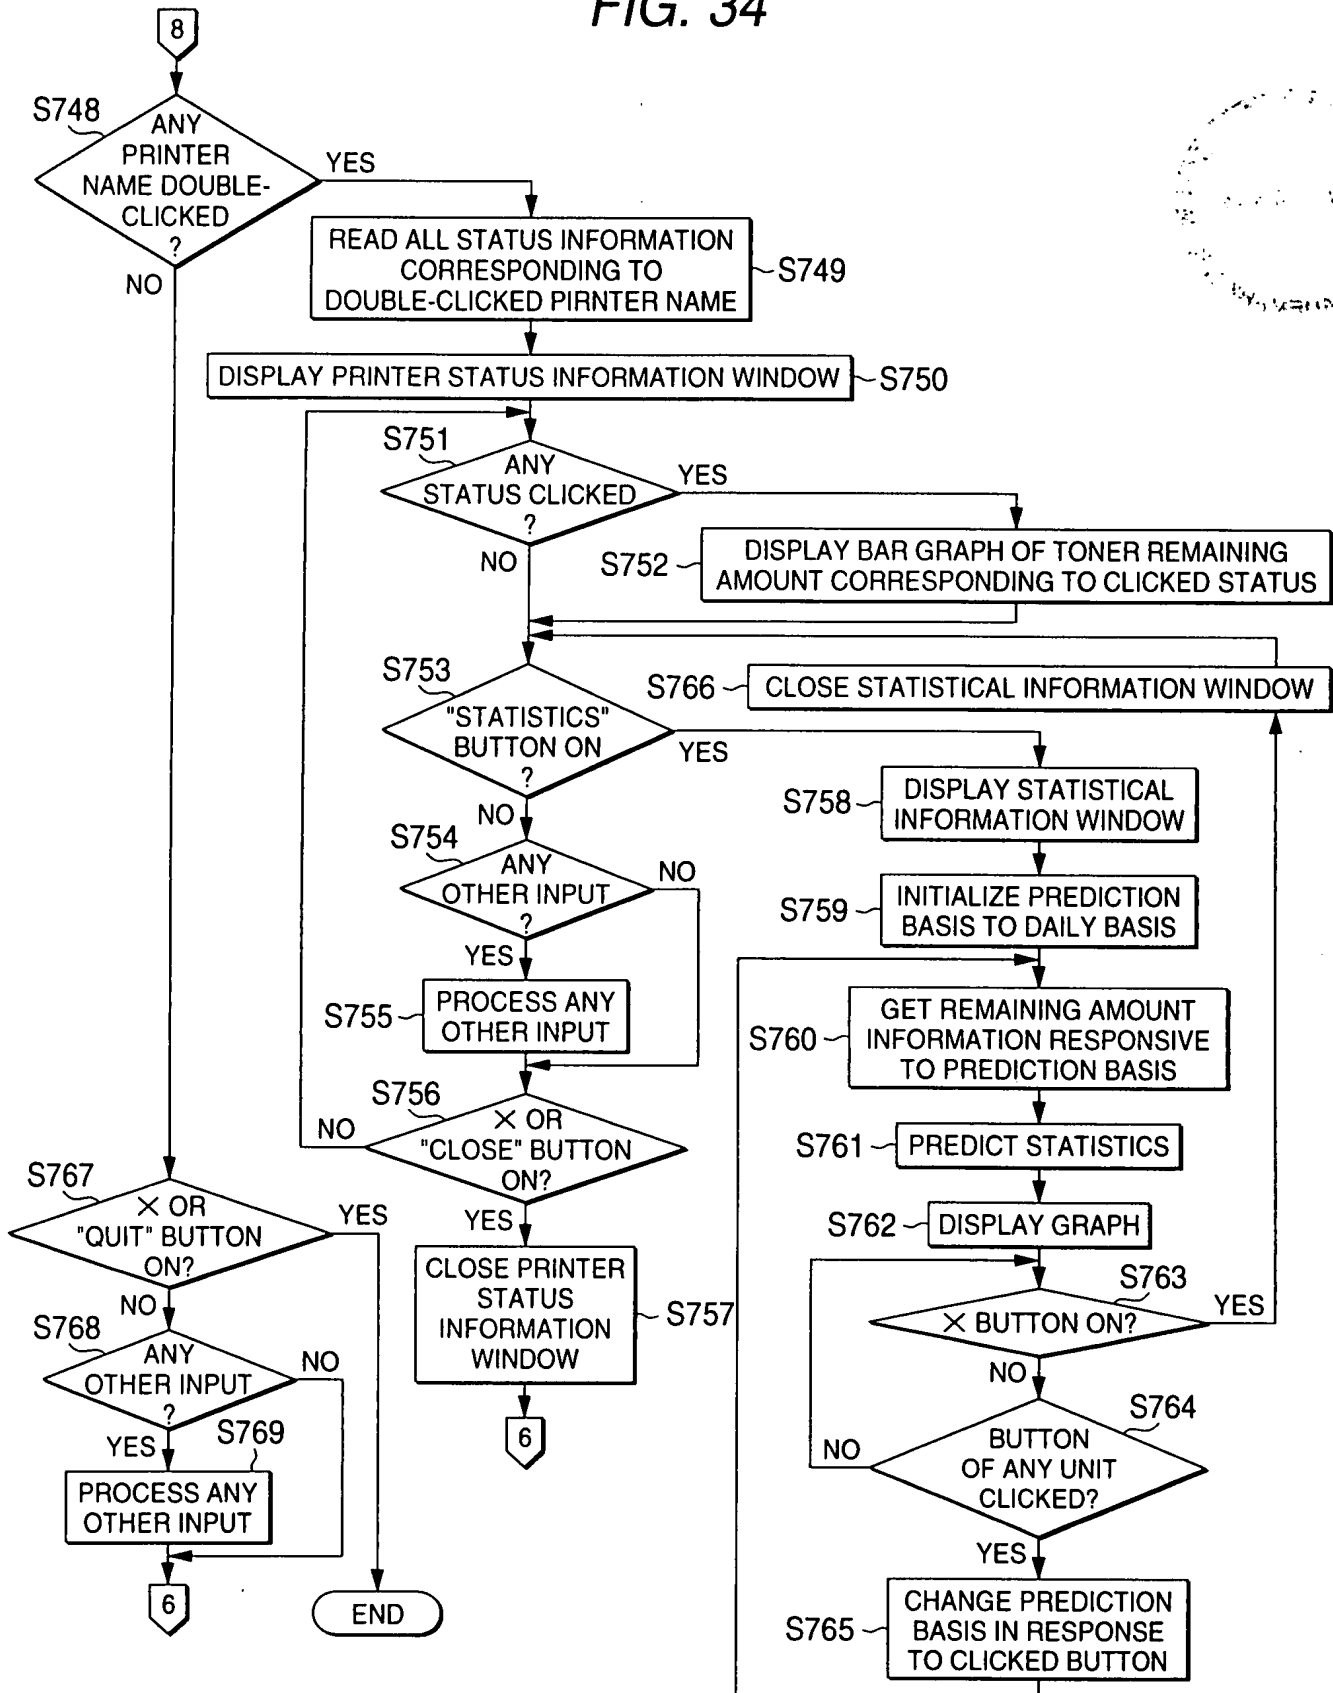 FIG. 34
8
S748
ANY
PRINTER
NAME DOUBLE-
CLICKED
?
YES
NO
READ ALL STATUS INFORMATION
CORRESPONDING TO
DOUBLE-CLICKED PIRNTER NAME
S749
DISPLAY PRINTER STATUS INFORMATION WINDOW
S750
S751
ANY
STATUS CLICKED
?
YES
NO
S752
DISPLAY BAR GRAPH OF TONER REMAINING
AMOUNT CORRESPONDING TO CLICKED STATUS
S753
"STATISTICS"
BUTTON ON
?
YES
NO
S766
CLOSE STATISTICAL INFORMATION WINDOW
S758
DISPLAY STATISTICAL
INFORMATION WINDOW
S754
ANY
OTHER INPUT
?
NO
YES
S759
INITIALIZE PREDICTION
BASIS TO DAILY BASIS
S755
PROCESS ANY
OTHER INPUT
S760
GET REMAINING AMOUNT
INFORMATION RESPONSIVE
TO PREDICTION BASIS
S756
× OR
"CLOSE" BUTTON
ON?
NO
YES
S761
PREDICT STATISTICS
S762
DISPLAY GRAPH
S767
× OR
"QUIT" BUTTON
ON?
YES
NO
CLOSE PRINTER
STATUS
INFORMATION
WINDOW
S757
6
S763
× BUTTON ON?
YES
NO
S768
ANY
OTHER INPUT
?
NO
YES
S764
BUTTON
OF ANY UNIT
CLICKED?
NO
YES
S769
PROCESS ANY
OTHER INPUT
6
END
S765
CHANGE PREDICTION
BASIS IN RESPONSE
TO CLICKED BUTTON